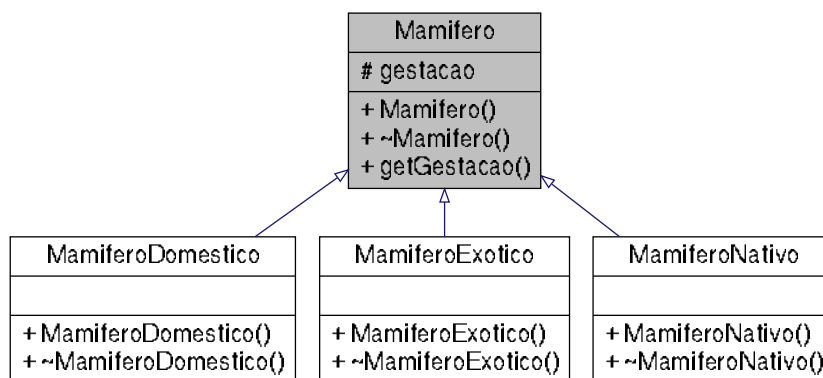 Mamifero
# gestacao
+ Mamifero()
+ ~Mamifero()
+ getGestacao()
MamiferoDomestico
+ MamiferoDomestico()
+ ~MamiferoDomestico()
MamiferoExotico
+ MamiferoExotico()
+ ~MamiferoExotico()
MamiferoNativo
+ MamiferoNativo()
+ ~MamiferoNativo()